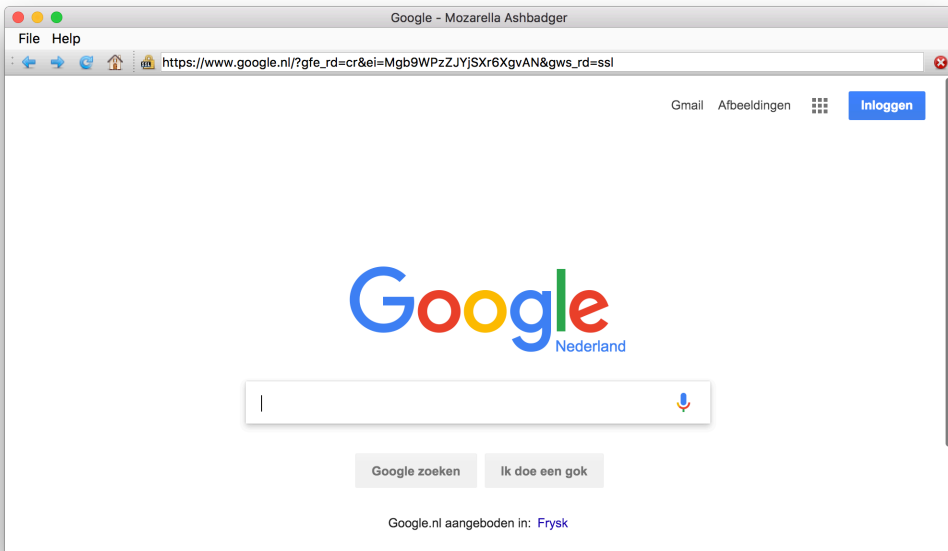 Google - Mozarella Ashbadger
File Help
https://www.google.nl/?gfe_rd=cr&ei=Mgb9WPzZJYjSXr6XgvAN&gws_rd=ssl
Gmail Afbeeldingen Inloggen
Google
Nederland
Google zoeken Ik doe een gok
Google.nl aangeboden in: Frysk